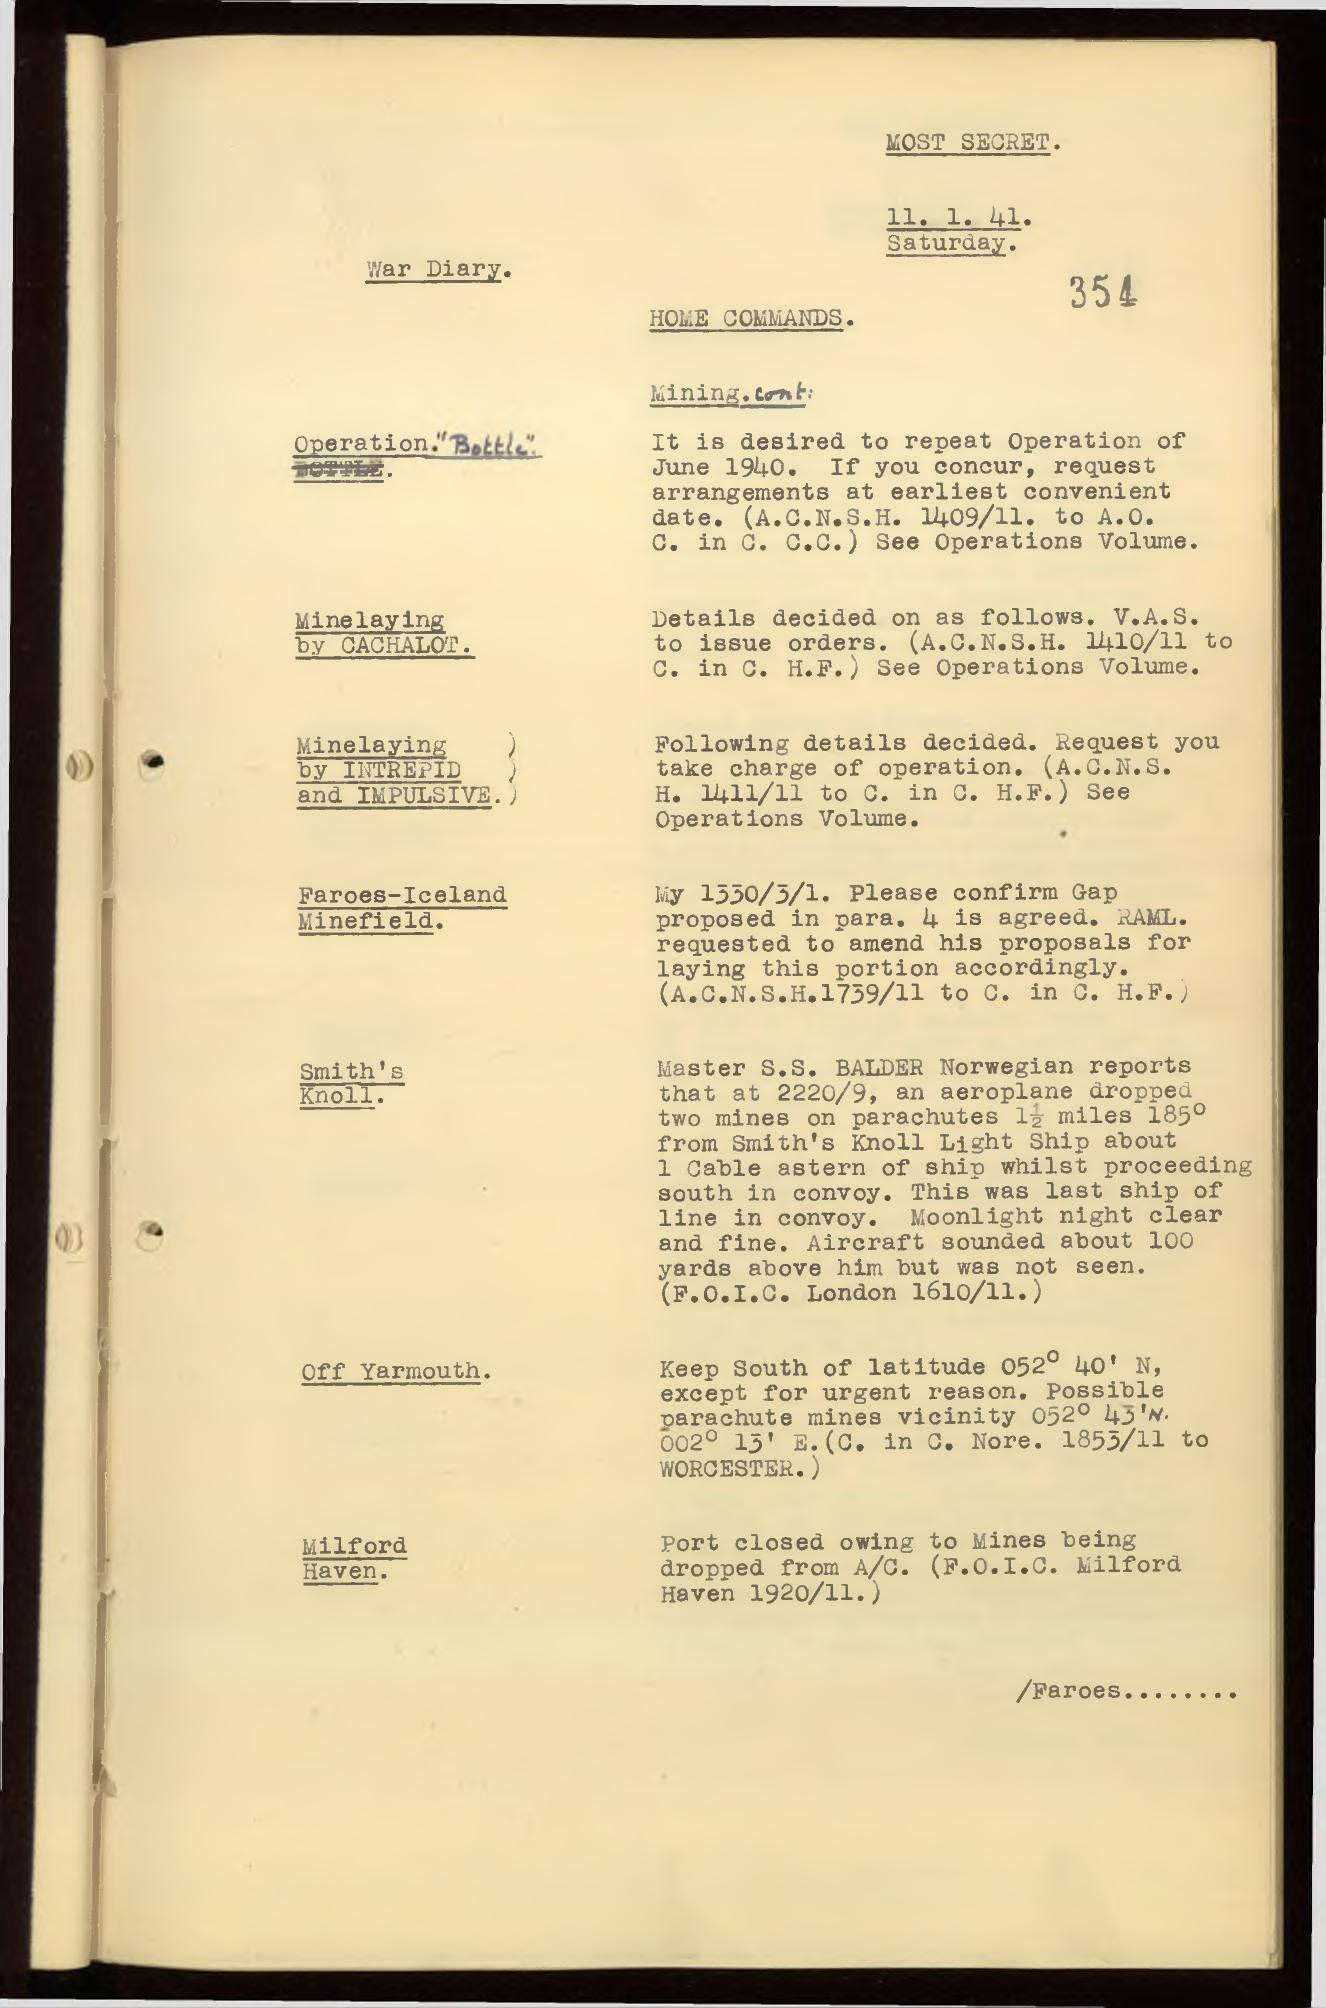 MOST SECRET.
11. 1. 41.
Saturday.
War Diary.
354
HOME COMMANDS.
Mining. cont:
Operation. "Bottle".
BOTTLE.
It is desired to repeat Operation of
June 1940. If you concur, request
arrangements at earliest convenient
date. (A.C.N.S.H. 1409/11. to A.O.
C. in C. C.C.) See Operations Volume.
Minelaying
by CACHALOT.
Details decided on as follows. V.A.S.
to issue orders. (A.C.N.S.H. 1410/11 to
C. in C. H.F.) See Operations Volume.
Minelaying )
by INTREPID )
and IMPULSIVE.)
Following details decided. Request you
take charge of operation. (A.C.N.S.
H. 1411/11 to C. in C. H.F.) See
Operations Volume.
Faroes-Iceland
Minefield.
My 1330/3/1. Please confirm Gap
proposed in para. 4 is agreed. RAML.
requested to amend his proposals for
laying this portion accordingly.
(A.C.N.S.H.1739/11 to C. in C. H.F.)
Smith's
Knoll.
Master S.S. BALDER Norwegian reports
that at 2220/9, an aeroplane dropped
two mines on parachutes 1½ miles 185°
from Smith's Knoll Light Ship about
1 Cable astern of ship whilst proceeding
south in convoy. This was last ship of
line in convoy. Moonlight night clear
and fine. Aircraft sounded about 100
yards above him but was not seen.
(F.O.I.C. London 1610/11.)
Off Yarmouth.
Keep South of latitude 052° 40' N,
except for urgent reason. Possible
parachute mines vicinity 052° 43'N.
002° 13' E.(C. in C. Nore. 1853/11 to
WORCESTER.)
Milford
Haven.
Port closed owing to Mines being
dropped from A/C. (F.O.I.C. Milford
Haven 1920/11.)
/Faroes........